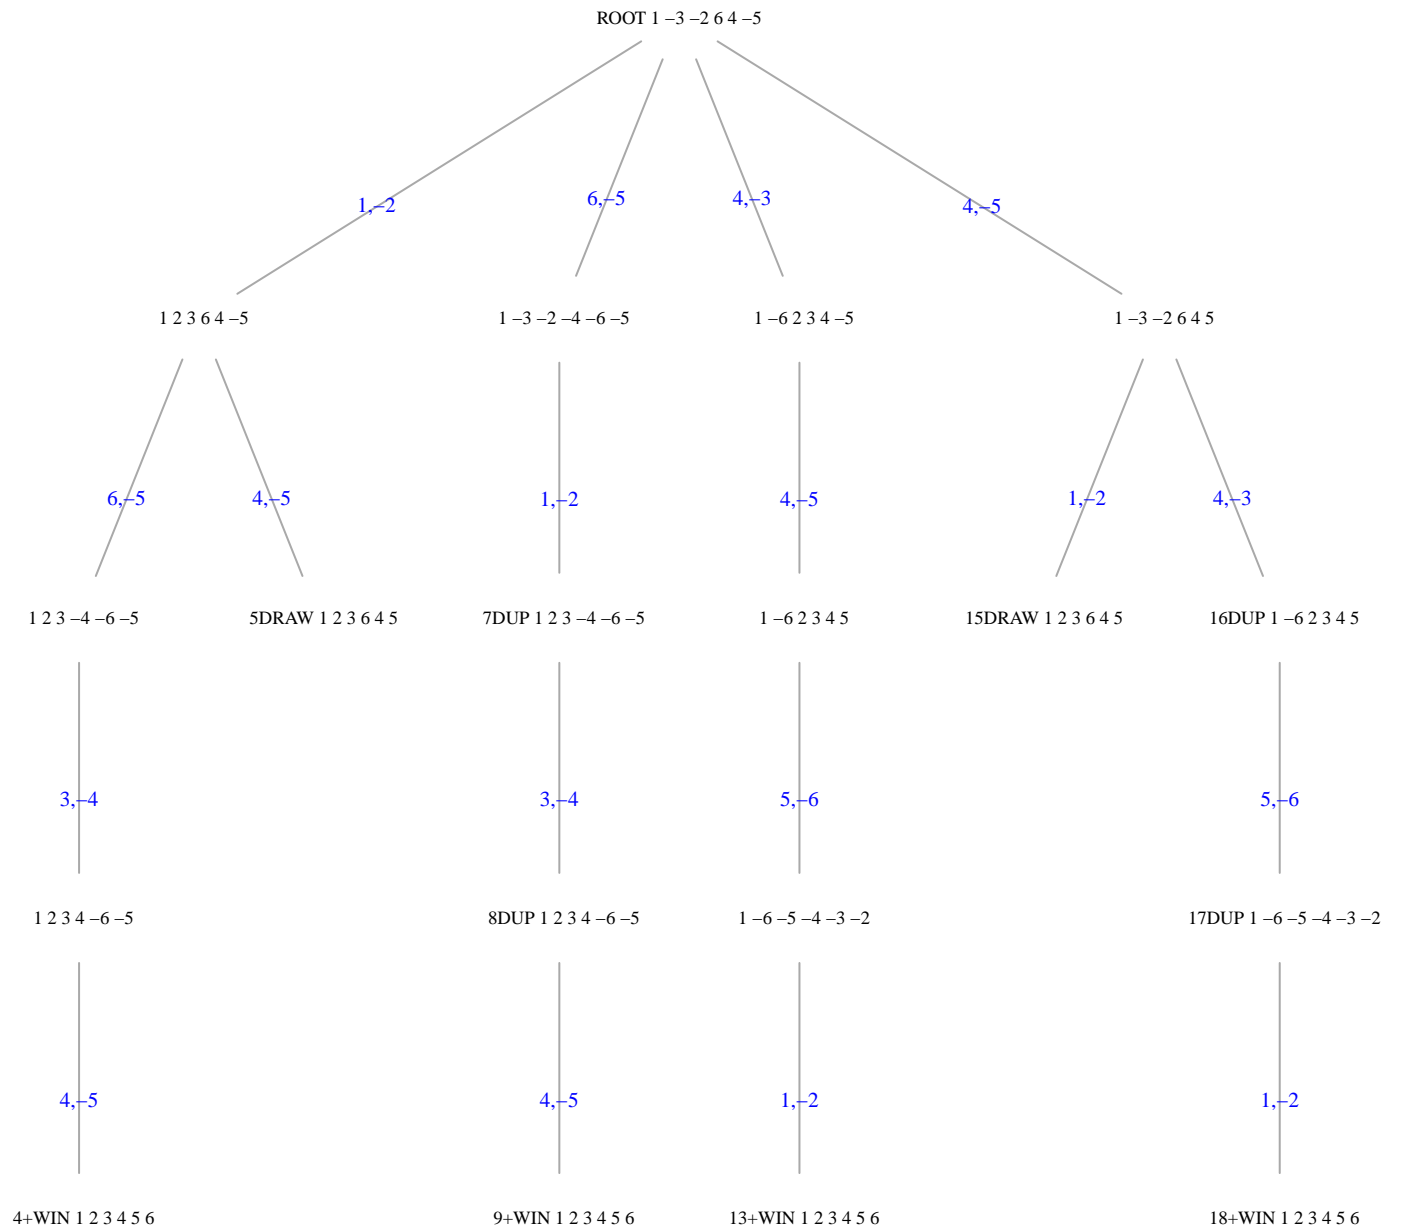 ROOT 1 –3 –2 6 4 –5
1,–2
6,–5
4,–3
4,–5
1 2 3 6 4 –5
1 –3 –2 –4 –6 –5
1 –6 2 3 4 –5
1 –3 –2 6 4 5
6,–5
4,–5
1,–2
4,–5
1,–2
4,–3
1 2 3 –4 –6 –5
5DRAW 1 2 3 6 4 5
7DUP 1 2 3 –4 –6 –5
1 –6 2 3 4 5
15DRAW 1 2 3 6 4 5
16DUP 1 –6 2 3 4 5
3,–4
3,–4
5,–6
5,–6
1 2 3 4 –6 –5
8DUP 1 2 3 4 –6 –5
1 –6 –5 –4 –3 –2
17DUP 1 –6 –5 –4 –3 –2
4,–5
4,–5
1,–2
1,–2
4+WIN 1 2 3 4 5 6
9+WIN 1 2 3 4 5 6
13+WIN 1 2 3 4 5 6
18+WIN 1 2 3 4 5 6